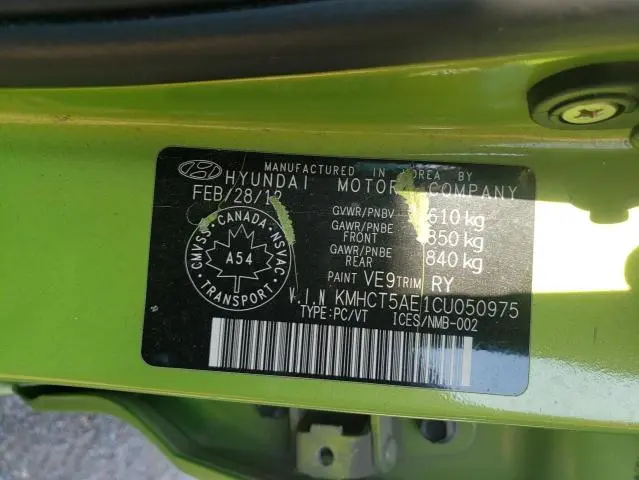 MANUFACTURED IN KOREA BY
HYUNDAI MOTOR COMPANY
FEB/28/12
GVWR/PNBV 1610 kg
GAWR/PNBE FRONT 850 kg
GAWR/PNBE REAR 840 kg
PAINT VE9 TRIM RY
V.I.N KMHCT5AE1CU050975
TYPE:PC/VT ICES/NMB-002
CANADA
CMVSS NSVAC
A54
TRANSPORT